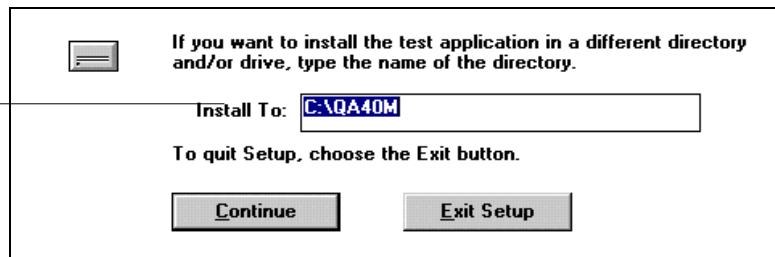 If you want to install the test application in a different directory
and/or drive, type the name of the directory.
Install To: C:\QA40M
To quit Setup, choose the Exit button.
Continue Exit Setup